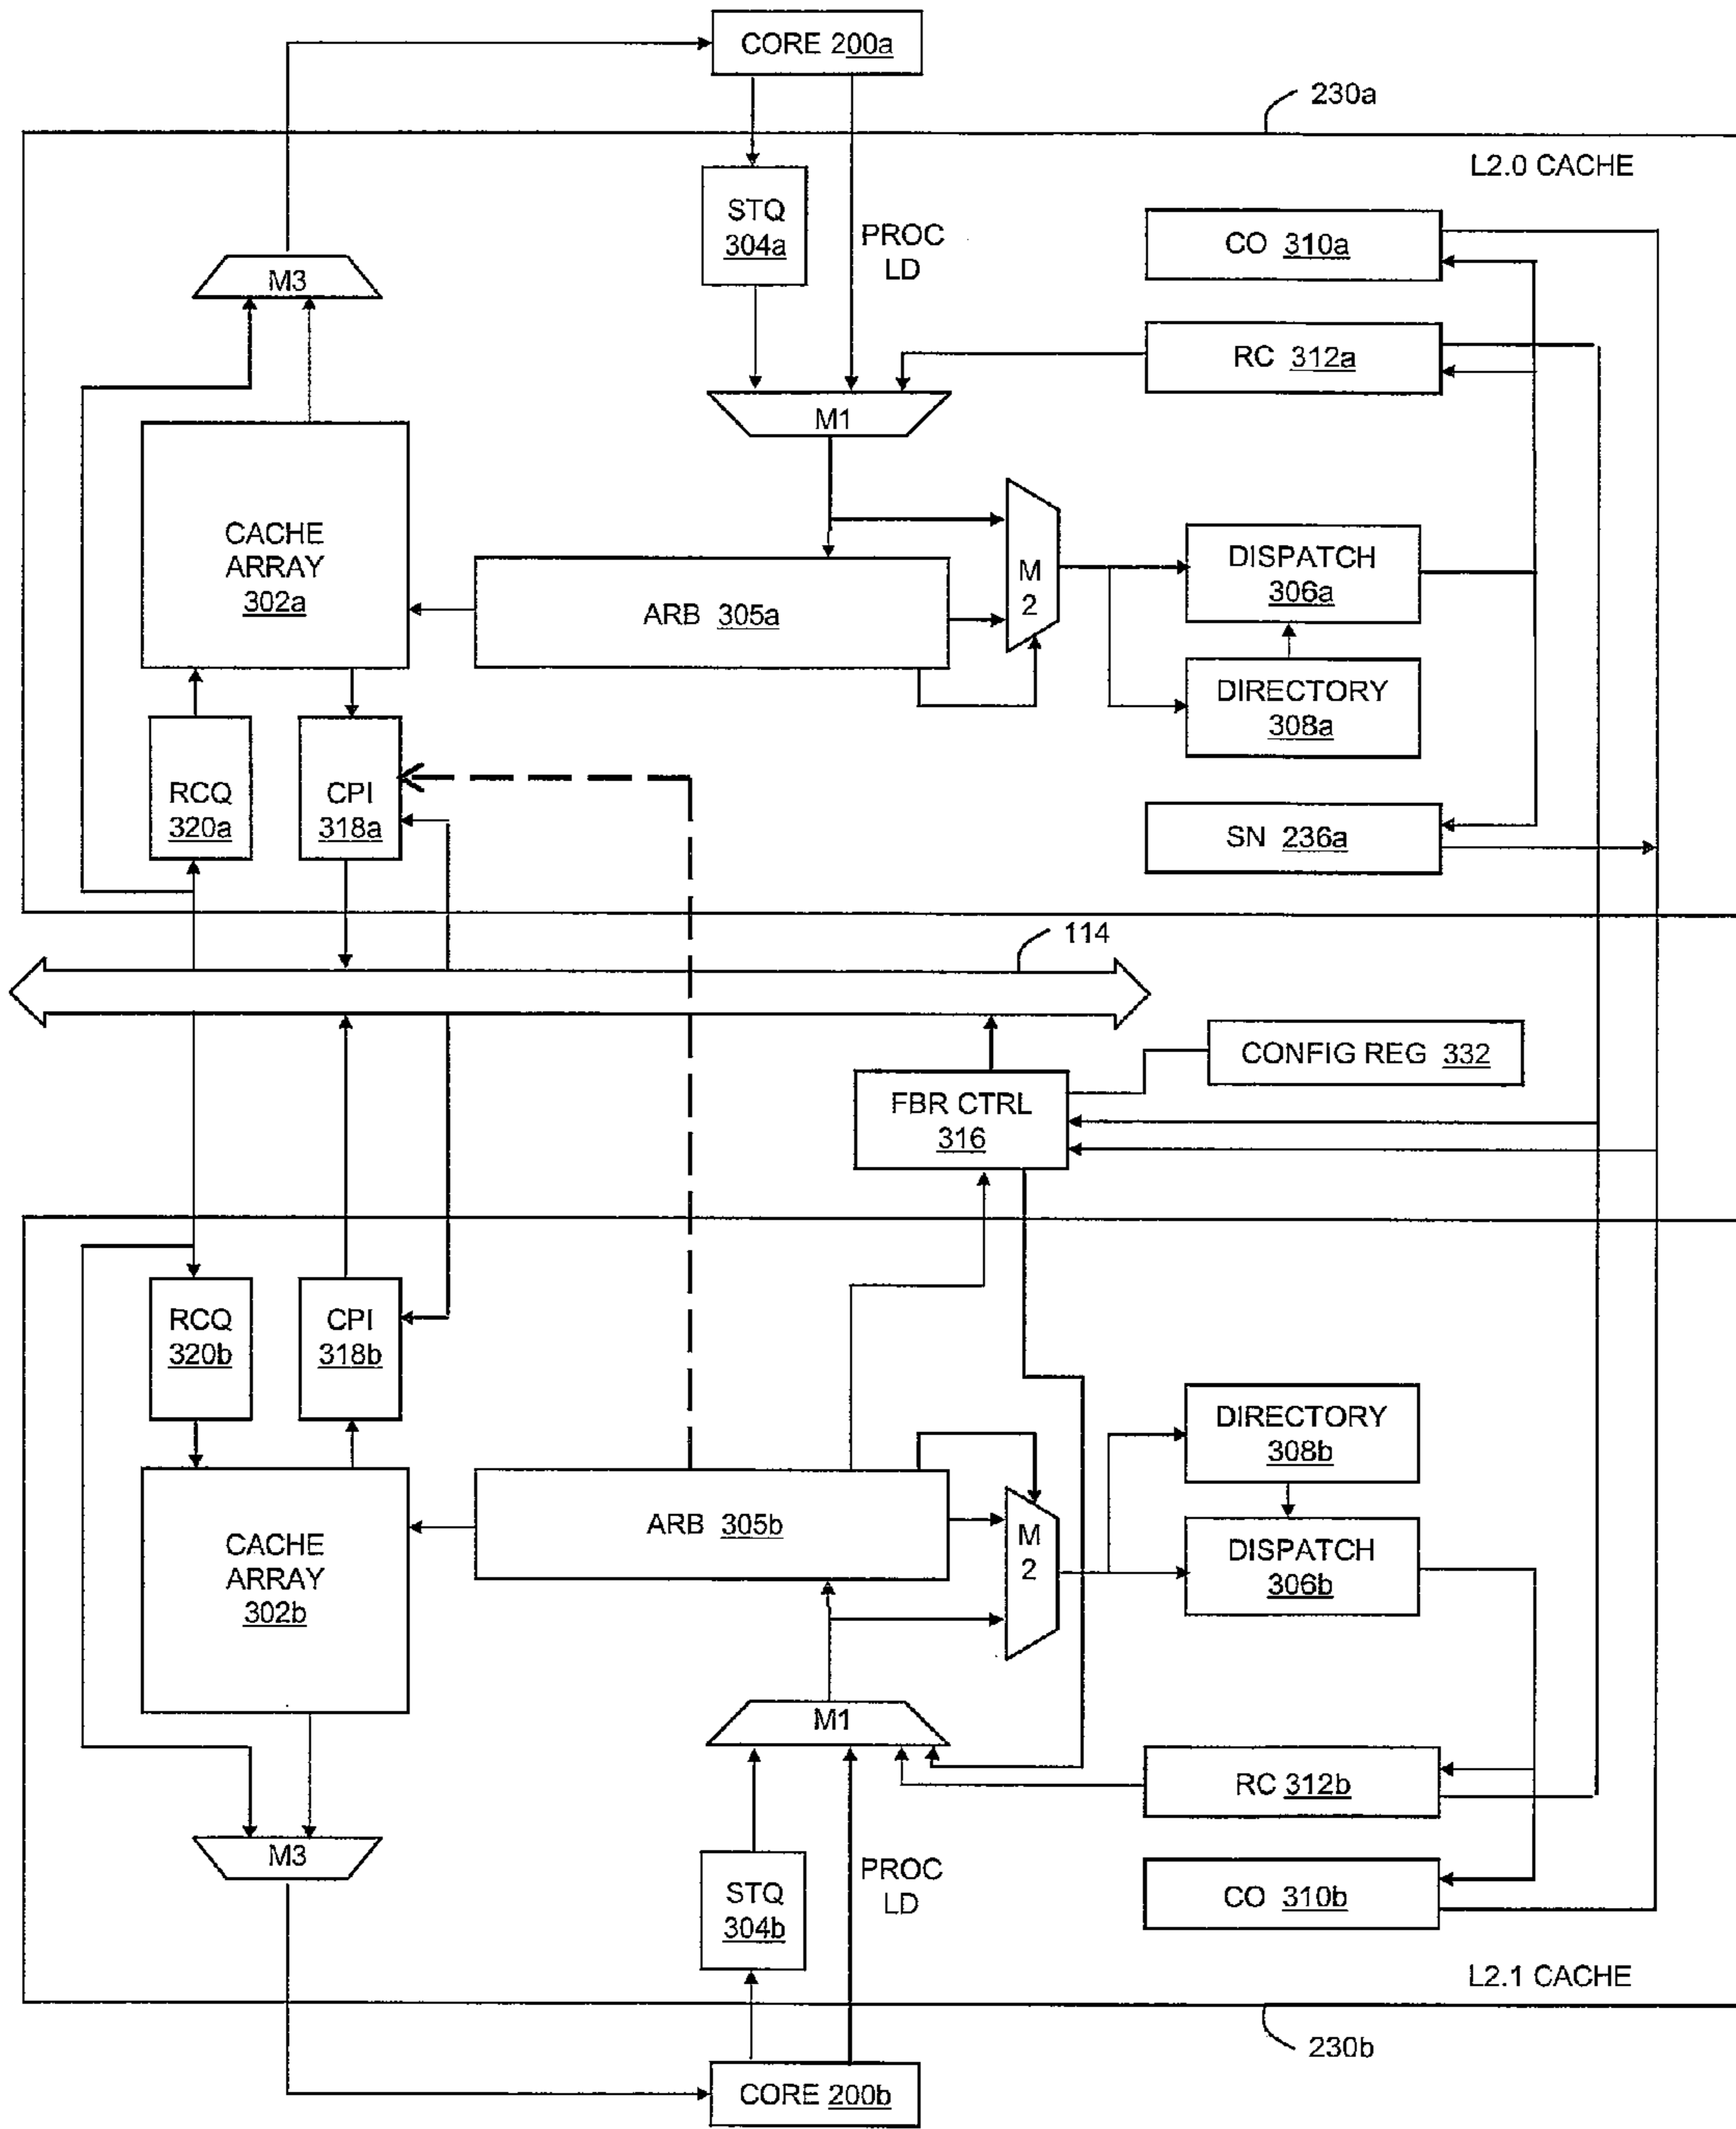 CORE 200a
230a
L2.0 CACHE
STQ
304a
PROC
LD
CO 310a
M3
RC 312a
M1
CACHE
ARRAY
302a
M
2
DISPATCH
306a
ARB 305a
DIRECTORY
308a
RCQ
320a
CPI
318a
SN 236a
114
CONFIG REG 332
FBR CTRL
316
RCQ
320b
CPI
318b
DIRECTORY
308b
CACHE
ARRAY
302b
ARB 305b
M
2
DISPATCH
306b
M1
RC 312b
M3
STQ
304b
PROC
LD
CO 310b
L2.1 CACHE
230b
CORE 200b